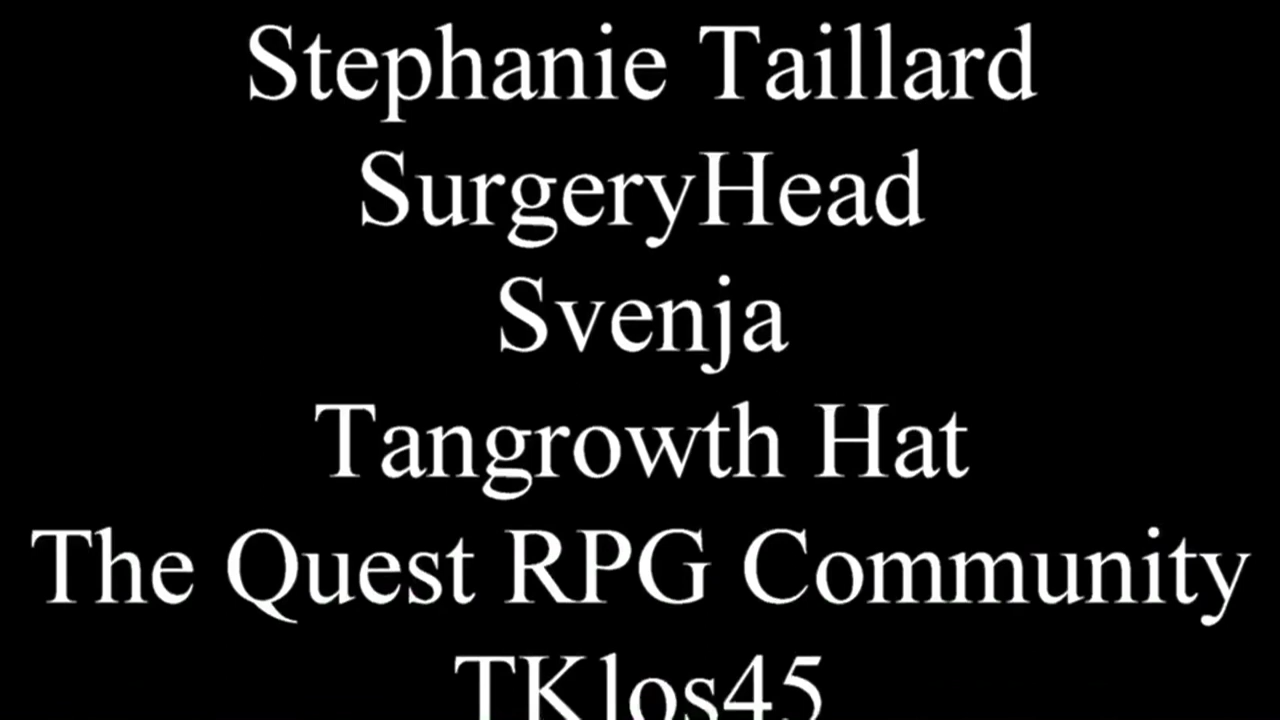 Stephanie Taillard
SurgeryHead
Svenja
Tangrowth Hat
The Quest RPG Community
TKlos45